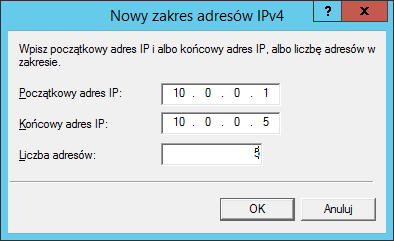 Nowy zakres adresów IPv4
? x
Wpisz początkowy adres IP i albo końcowy adres IP, albo liczbę adresów w
zakresie.
Początkowy adres IP: 10 . 0 . 0 . 1
Końcowy adres IP: 10 . 0 . 0 . 5
Liczba adresów: 5
OK Anuluj